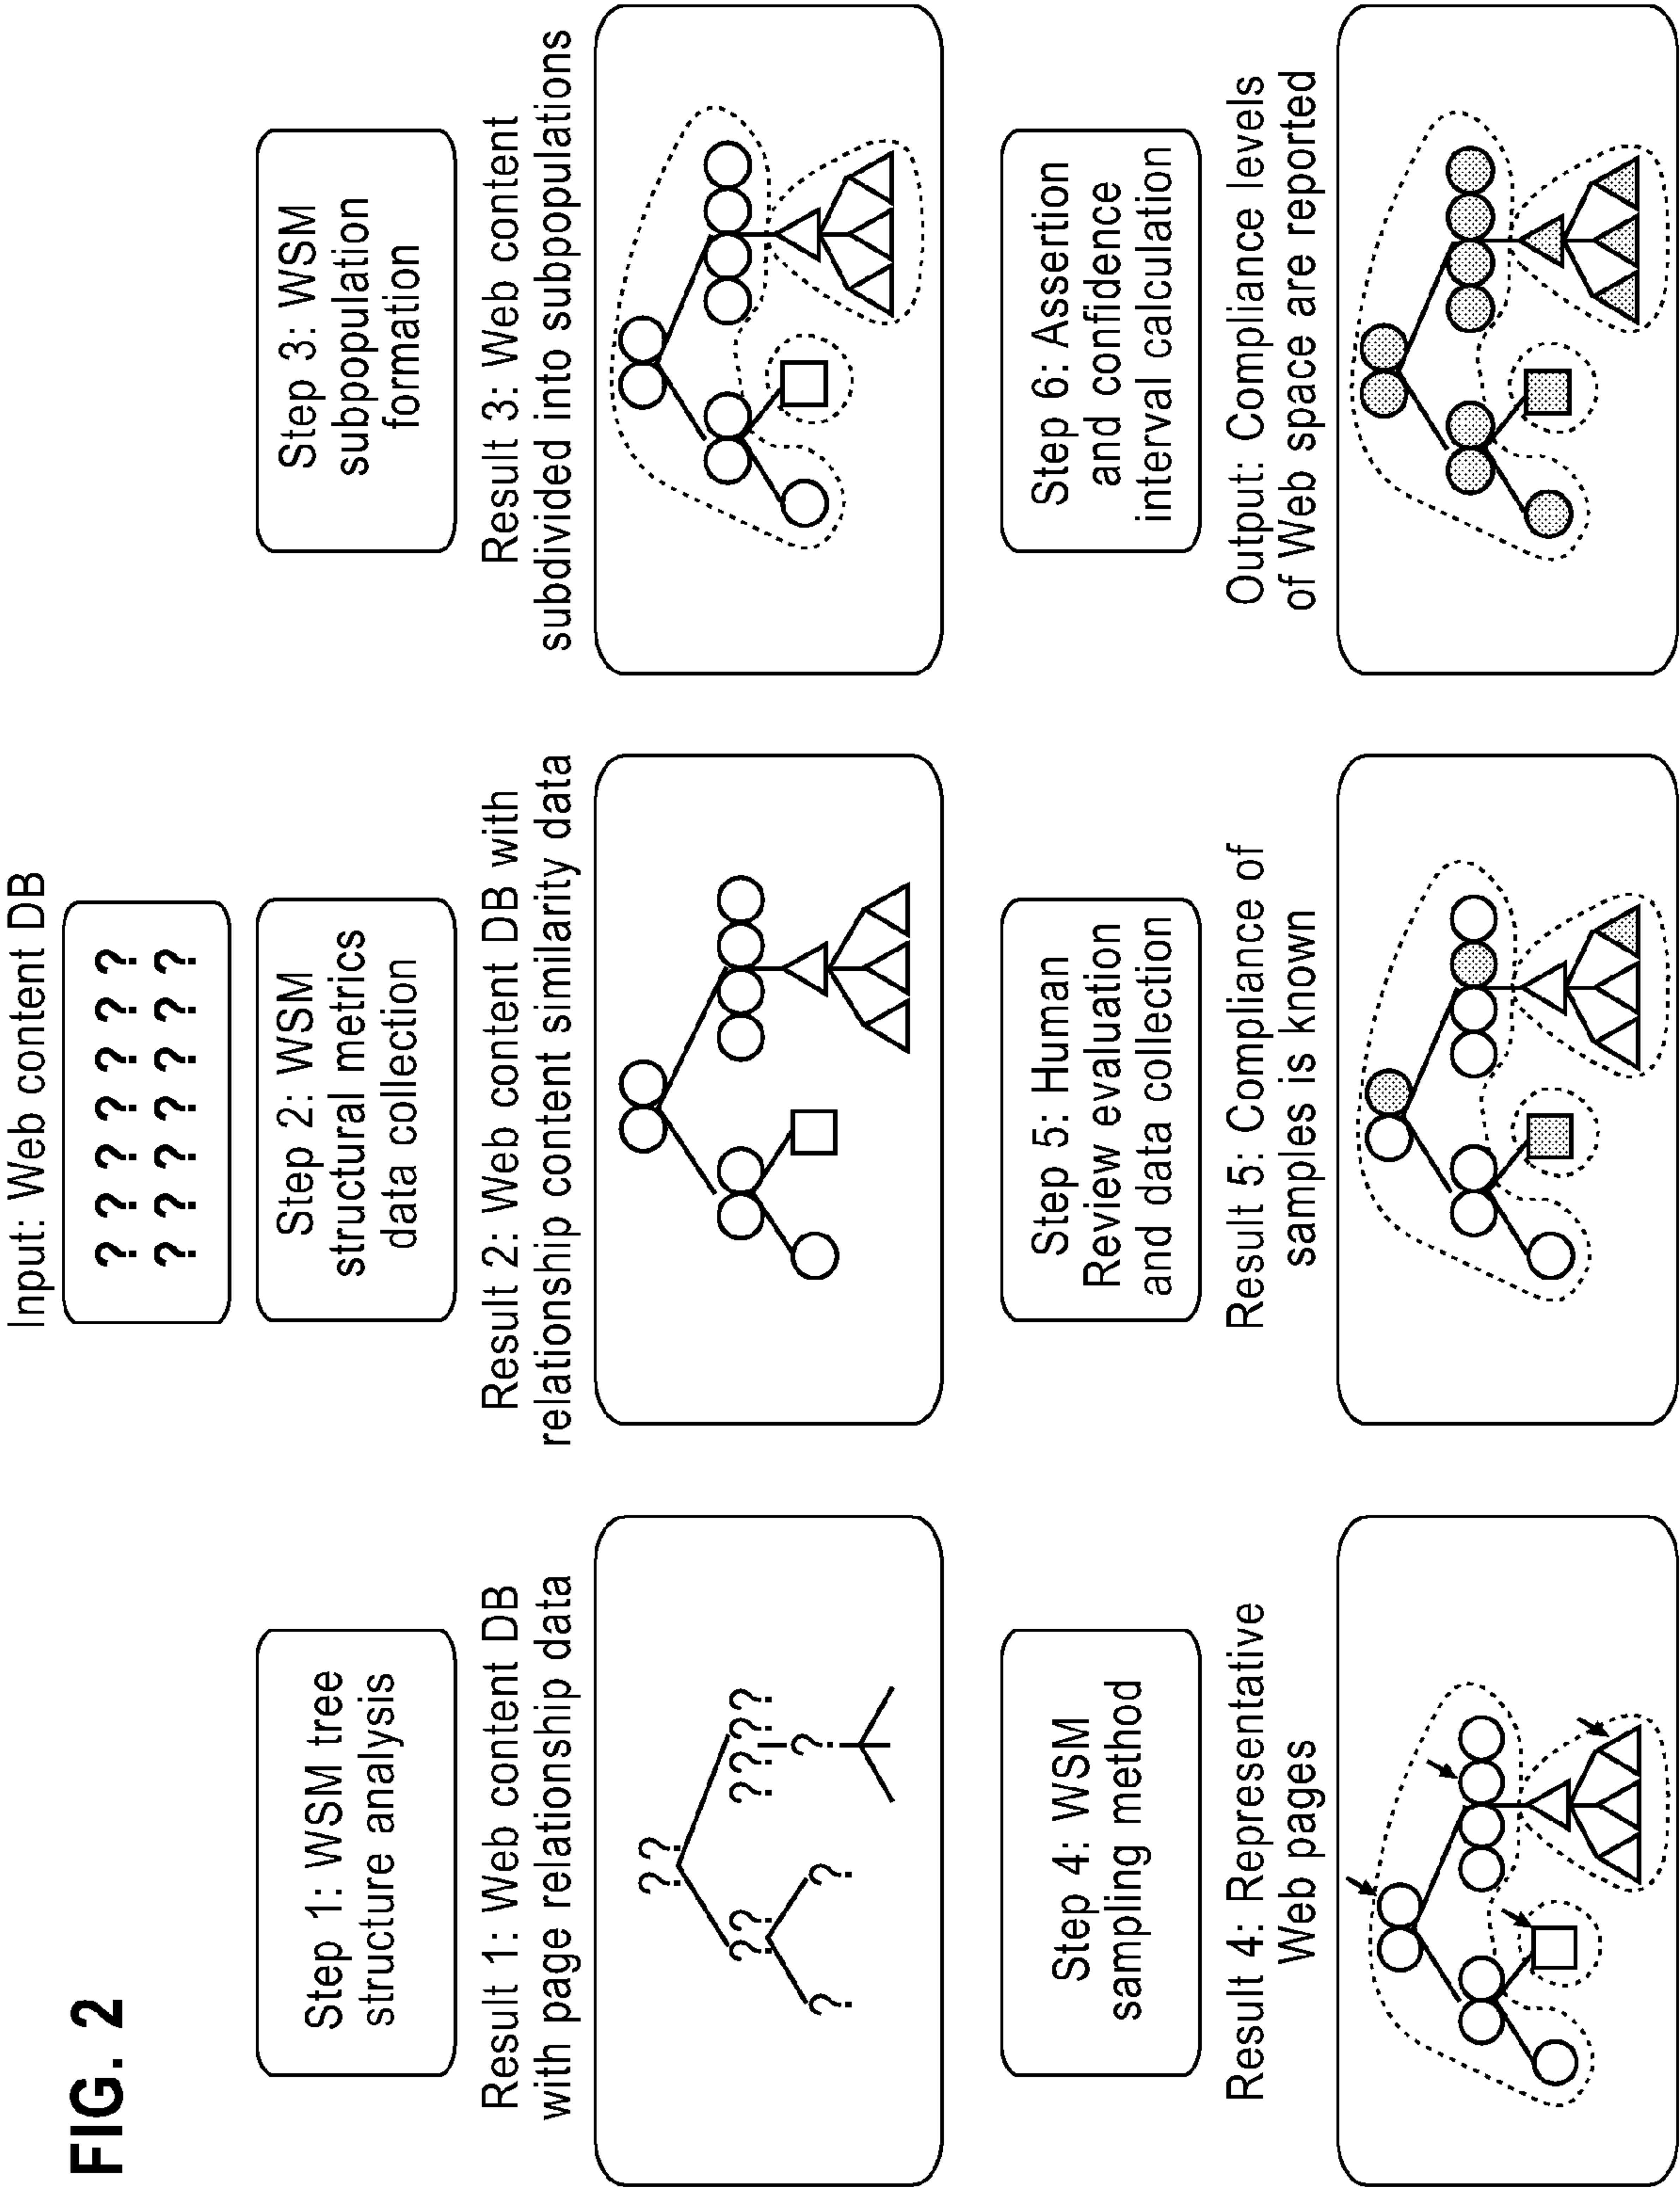 FIG. 2
Input: Web content DB
? ? ? ? ? ? ?
? ? ? ? ? ? ?
Step 1: WSM tree
structure analysis
Step 2: WSM
structural metrics
data collection
Step 3: WSM
subpopulation
formation
Result 1: Web content DB
with page relationship data
??
?? ????
? ? ?
Result 2: Web content DB with
relationship content similarity data
Result 3: Web content
subdivided into subpopulations
Step 4: WSM
sampling method
Step 5: Human
Review evaluation
and data collection
Step 6: Assertion
and confidence
interval calculation
Result 4: Representative
Web pages
Result 5: Compliance of
samples is known
Output: Compliance levels
of Web space are reported